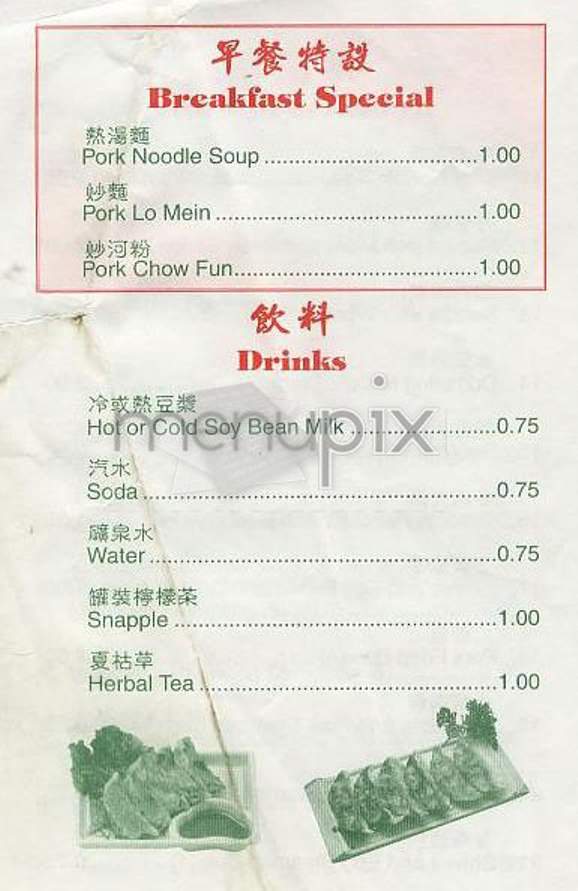 早餐特設
Breakfast Special
熱湯麵
Pork Noodle Soup ..................................1.00
炒麵
Pork Lo Mein ..........................................1.00
炒河粉
Pork Chow Fun.......................................1.00
飲料
Drinks
冷或熱豆漿
Hot or Cold Soy Bean Milk .......................0.75
menupix
汽水
Soda.........................................................0.75
礦泉水
Water........................................................0.75
罐裝檸檬茶
Snapple ....................................................1.00
夏枯草
Herbal Tea................................................1.00